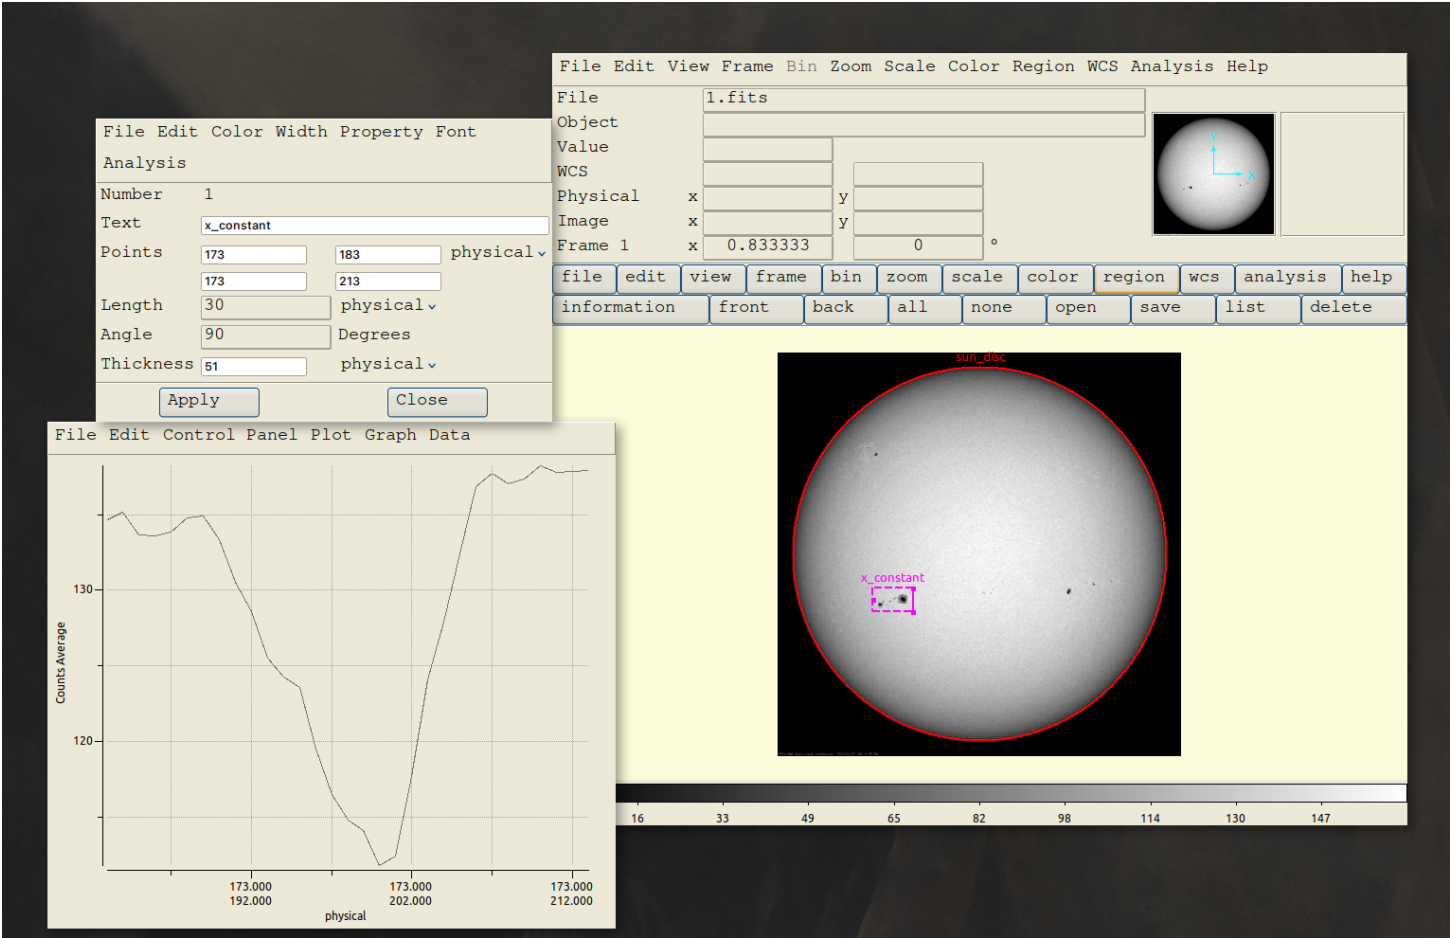 File Edit View Frame Bin Zoom Scale Color Region WCS Analysis Help
File 1.fits
Object
Value
WCS
Physical x y
Image x y
Frame 1 x 0.833333 0 °
file edit view frame bin zoom scale color region wcs analysis help
information front back all none open save list delete
Y
X
File Edit Color Width Property Font
Analysis
Number 1
Text x_constant
Points 173 183 physical
173 213
Length 30 physical
Angle 90 Degrees
Thickness 51 physical
Apply Close
File Edit Control Panel Plot Graph Data
130
120
Counts Average
173.000 173.000 173.000
192.000 202.000 212.000
physical
sun_disc
x_constant
16 33 49 65 82 98 114 130 147